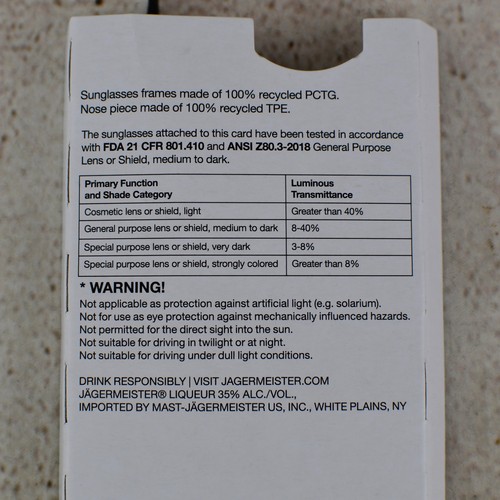 Sunglasses frames made of 100% recycled PCTG.
Nose piece made of 100% recycled TPE.
The sunglasses attached to this card have been tested in accordance
with FDA 21 CFR 801.410 and ANSI Z80.3-2018 General Purpose
Lens or Shield, medium to dark.
Primary Function and Shade Category Luminous Transmittance
Cosmetic lens or shield, light Greater than 40%
General purpose lens or shield, medium to dark 8-40%
Special purpose lens or shield, very dark 3-8%
Special purpose lens or shield, strongly colored Greater than 8%
* WARNING!
Not applicable as protection against artificial light (e.g. solarium).
Not for use as eye protection against mechanically influenced hazards.
Not permitted for the direct sight into the sun.
Not suitable for driving in twilight or at night.
Not suitable for driving under dull light conditions.
DRINK RESPONSIBLY | VISIT JAGERMEISTER.COM
JÄGERMEISTER® LIQUEUR 35% ALC./VOL.,
IMPORTED BY MAST-JÄGERMEISTER US, INC., WHITE PLAINS, NY